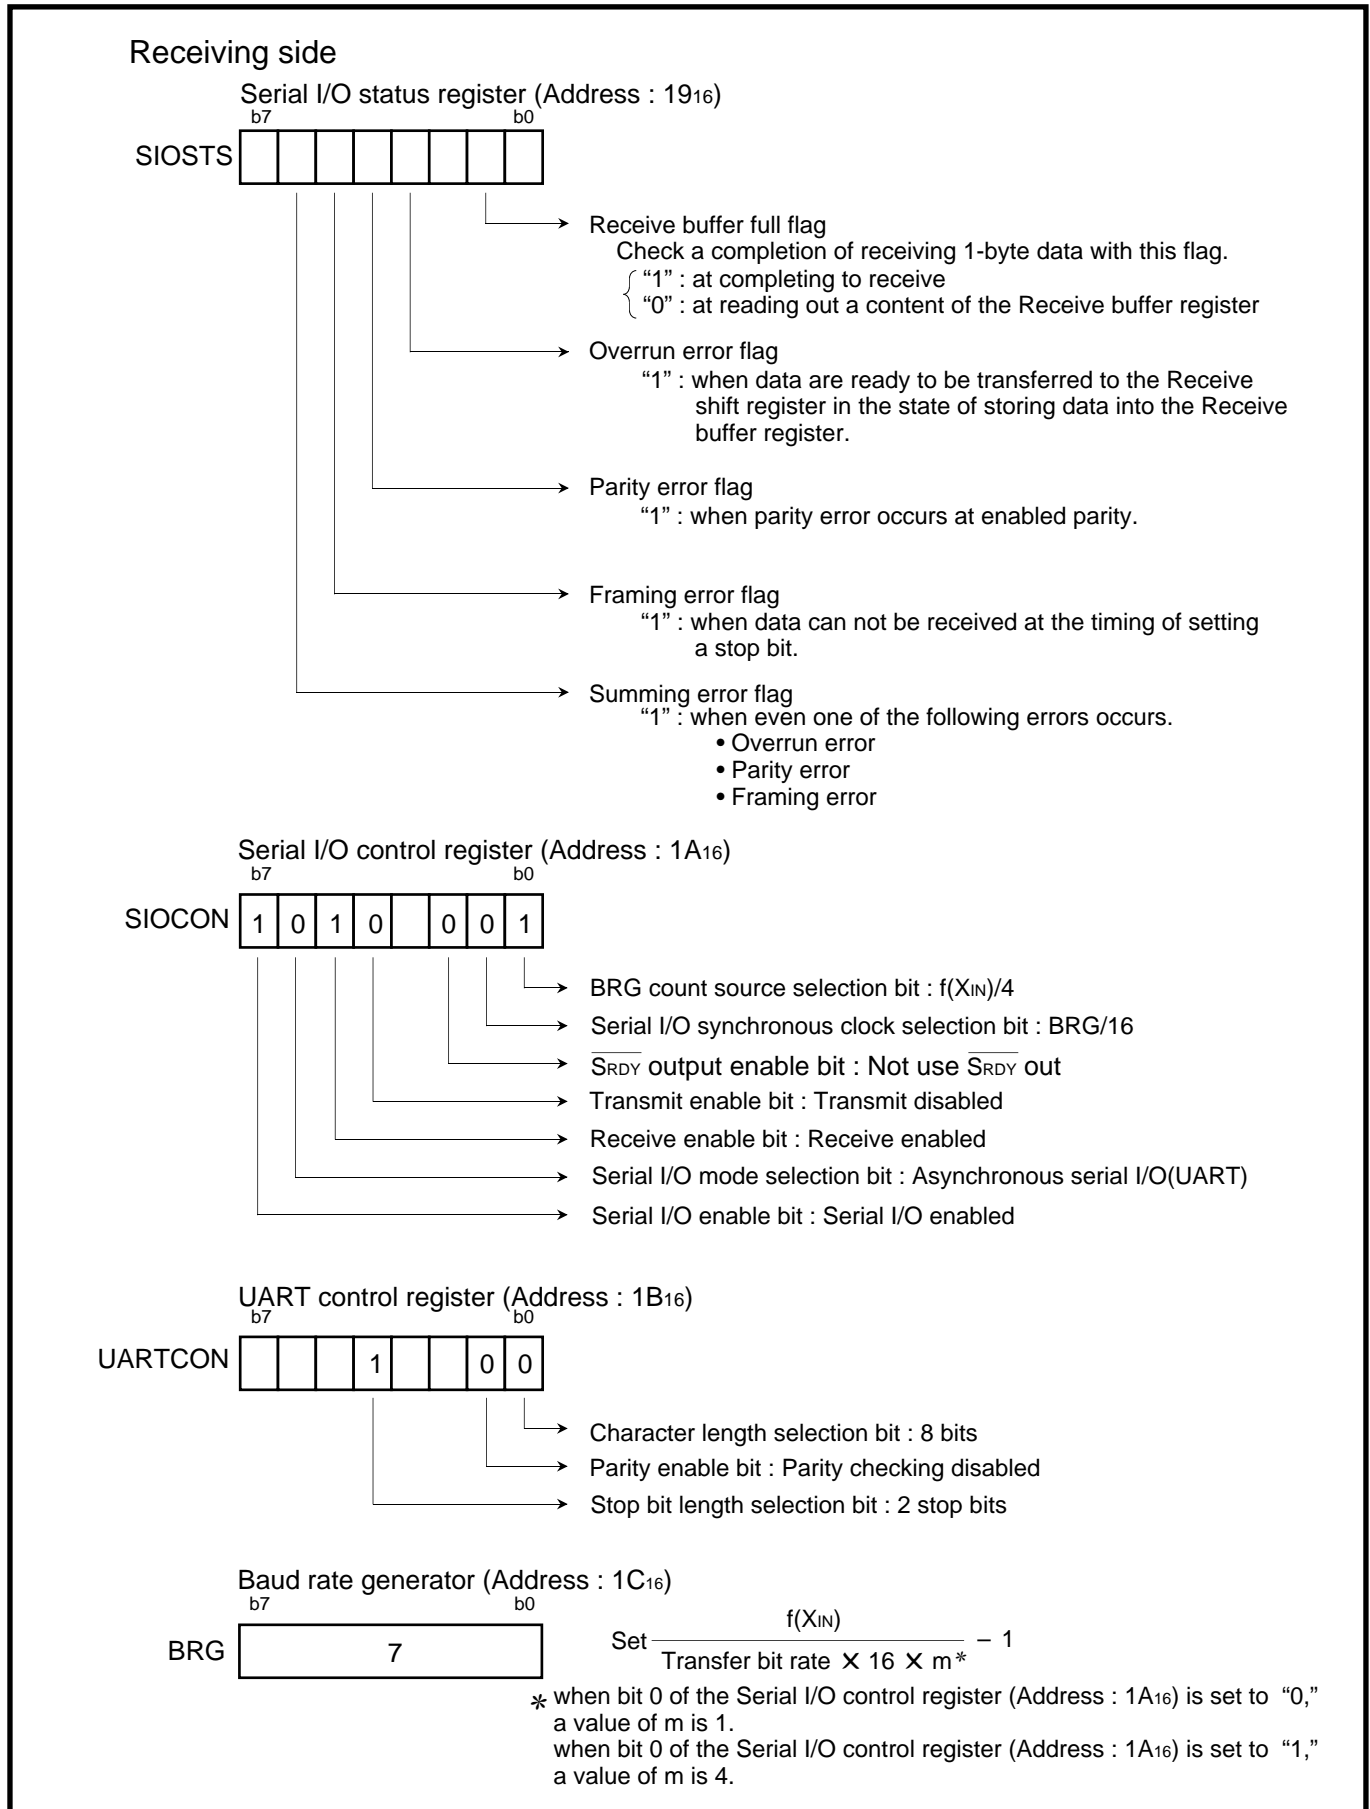 Receiving side
Serial I/O status register (Address : 1916)
b7 b0
SIOSTS
Receive buffer full flag
Check a completion of receiving 1-byte data with this flag.
“1” : at completing to receive
“0” : at reading out a content of the Receive buffer register
Overrun error flag
“1” : when data are ready to be transferred to the Receive
shift register in the state of storing data into the Receive
buffer register.
Parity error flag
“1” : when parity error occurs at enabled parity.
Framing error flag
“1” : when data can not be received at the timing of setting
a stop bit.
Summing error flag
“1” : when even one of the following errors occurs.
• Overrun error
• Parity error
• Framing error
Serial I/O control register (Address : 1A16)
b7 b0
SIOCON 1 0 1 0 0 0 1
BRG count source selection bit : f(XIN)/4
Serial I/O synchronous clock selection bit : BRG/16
SRDY output enable bit : Not use SRDY out
Transmit enable bit : Transmit disabled
Receive enable bit : Receive enabled
Serial I/O mode selection bit : Asynchronous serial I/O(UART)
Serial I/O enable bit : Serial I/O enabled
UART control register (Address : 1B16)
b7 b0
UARTCON 1 0 0
Character length selection bit : 8 bits
Parity enable bit : Parity checking disabled
Stop bit length selection bit : 2 stop bits
Baud rate generator (Address : 1C16)
b7 b0
BRG 7
f(XIN)
Set – 1
Transfer bit rate × 16 × m*
* when bit 0 of the Serial I/O control register (Address : 1A16) is set to “0,”
a value of m is 1.
when bit 0 of the Serial I/O control register (Address : 1A16) is set to “1,”
a value of m is 4.